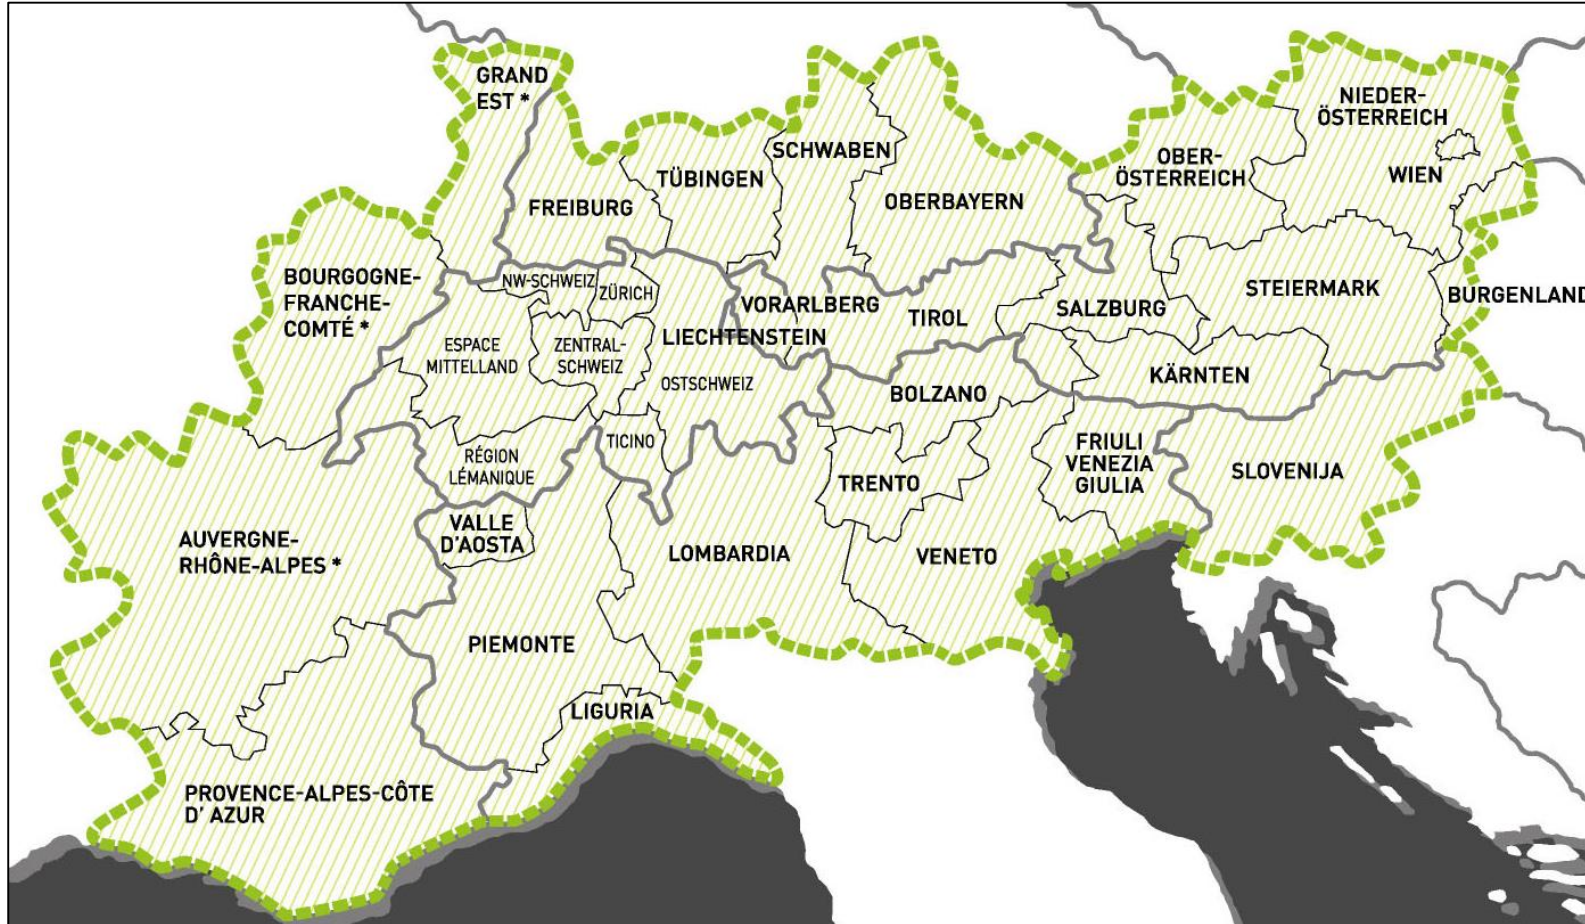 GRAND
EST *
NIEDER-
ÖSTERREICH
SCHWABEN
OBER-
ÖSTERREICH
TÜBINGEN
WIEN
FREIBURG
OBERBAYERN
BOURGOGNE-
FRANCHE-
COMTÉ *
NW-SCHWEIZ
ZÜRICH
VORARLBERG
TIROL
SALZBURG
STEIERMARK
BURGENLAND
LIECHTENSTEIN
ESPACE
MITTELLAND
ZENTRAL-
SCHWEIZ
OSTSCHWEIZ
BOLZANO
KÄRNTEN
TICINO
FRIULI
VENEZIA
GIULIA
RÉGION
LÉMANIQUE
TRENTO
SLOVENIJA
VALLE
D'AOSTA
AUVERGNE-
RHÔNE-ALPES *
LOMBARDIA
VENETO
PIEMONTE
LIGURIA
PROVENCE-ALPES-CÔTE
D' AZUR